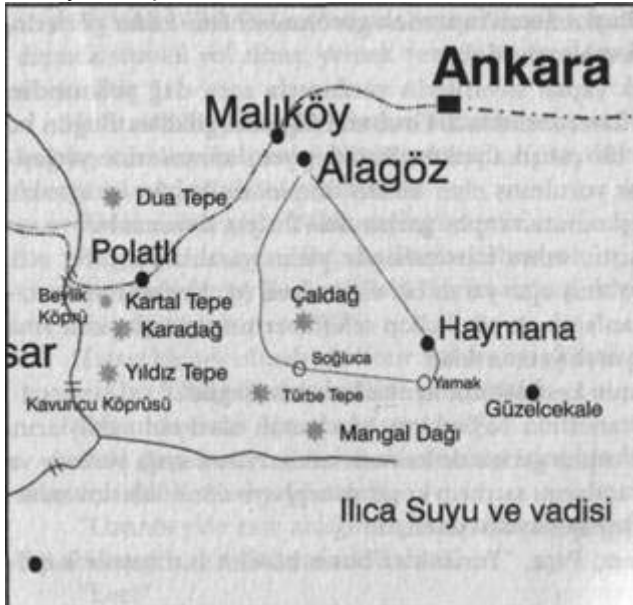 Ankara
Malıköy
Alagöz
Dua Tepe
Polatlı
Beylik
Köprü
Kartal Tepe
Karadağ
Çaldağ
Haymana
sar
Yıldız Tepe
Soğluca
Yamak
Kavuncu Köprüsü
Türbe Tepe
Güzelcekale
Mangal Dağı
Ilıca Suyu ve vadisi